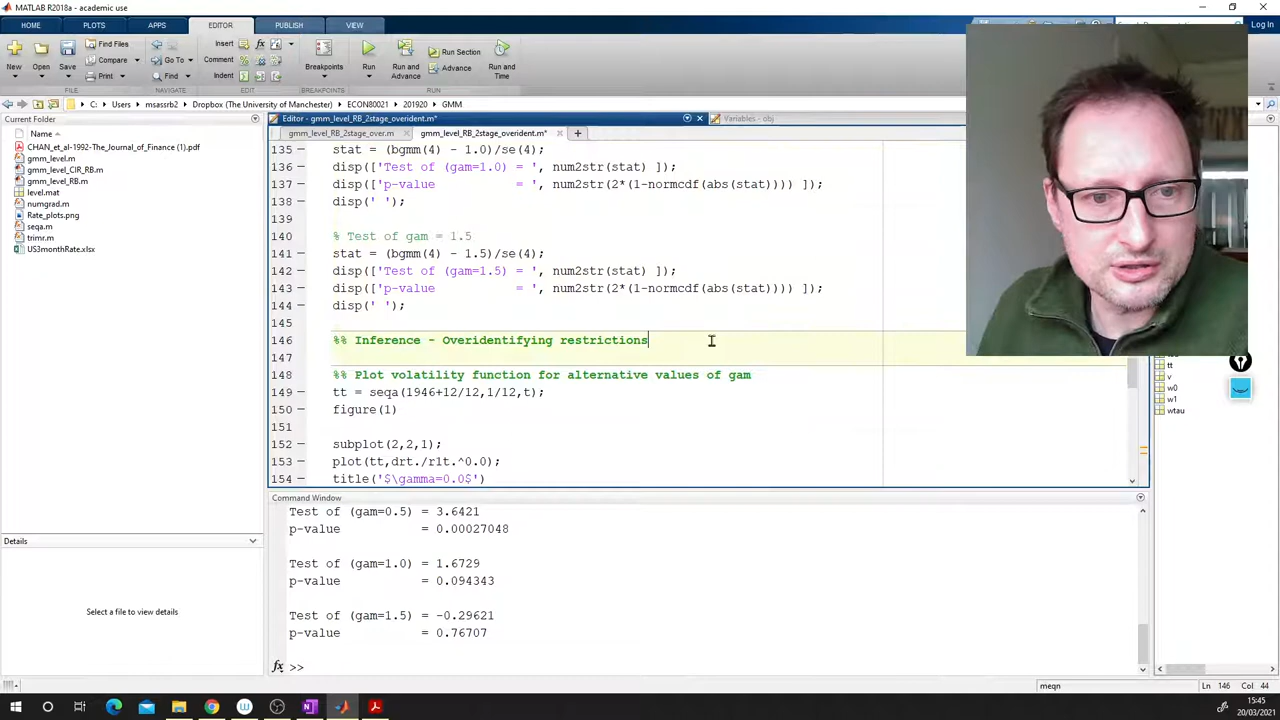 MATLAB R2018a - academic use
HOME PLOTS APPS EDITOR PUBLISH VIEW
Log In
New Open Save Find Files Compare Print
Go To Find
Insert Comment Indent
Breakpoints
Run Run and Advance Run Section Advance Run and Time
FILE NAVIGATE EDIT BREAKPOINTS RUN
C: Users msassrb2 Dropbox (The University of Manchester) ECON80021 201920 GMM
Current Folder
Name
CHAN_et_al-1992-The_Journal_of_Finance (1).pdf
gmm_level.m
gmm_level_CIR_RB.m
gmm_level_RB.m
level.mat
numgrad.m
Rate_plots.png
seqa.m
trimr.m
US3monthRate.xlsx
Details
Select a file to view details
Editor - gmm_level_RB_2stage_overident.m*
Variables - obj
gmm_level_RB_2stage_over.m gmm_level_RB_2stage_overident.m*
135 stat = (bgmm(4) - 1.0)/se(4);
136 disp(['Test of (gam=1.0) = ', num2str(stat) ]);
137 disp(['p-value = ', num2str(2*(1-normcdf(abs(stat)))) ]);
138 disp(' ');
139
140 % Test of gam = 1.5
141 stat = (bgmm(4) - 1.5)/se(4);
142 disp(['Test of (gam=1.5) = ', num2str(stat) ]);
143 disp(['p-value = ', num2str(2*(1-normcdf(abs(stat)))) ]);
144 disp(' ');
145
146 %% Inference - Overidentifying restrictions
147
148 %% Plot volatility function for alternative values of gam
149 tt = seqa(1946+12/12,1/12,t);
150 figure(1)
151
152 subplot(2,2,1);
153 plot(tt,drt./r1t.^0.0);
154 title('$\gamma=0.0$')
Command Window
Test of (gam=0.5) = 3.6421
p-value = 0.00027048
Test of (gam=1.0) = 1.6729
p-value = 0.094343
Test of (gam=1.5) = -0.29621
p-value = 0.76707
fx >>
tt
v
w0
w1
wtau
meqn
Ln 146 Col 44
15:45
20/03/2021